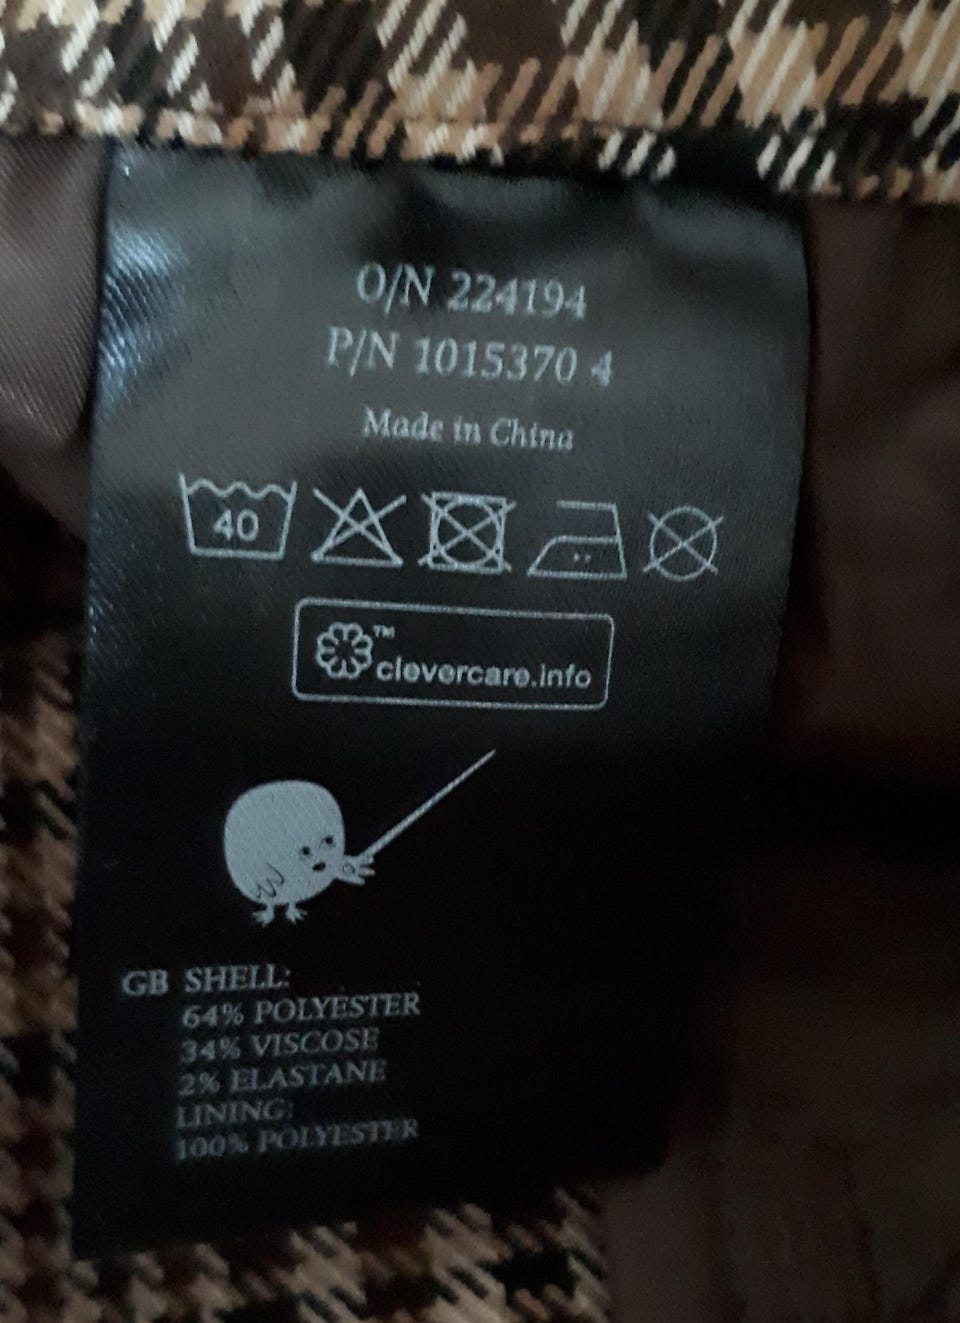 O/N 224194
P/N 1015370 4
Made in China
40
™
clevercare.info
GB SHELL:
64% POLYESTER
34% VISCOSE
2% ELASTANE
LINING:
100% POLYESTER